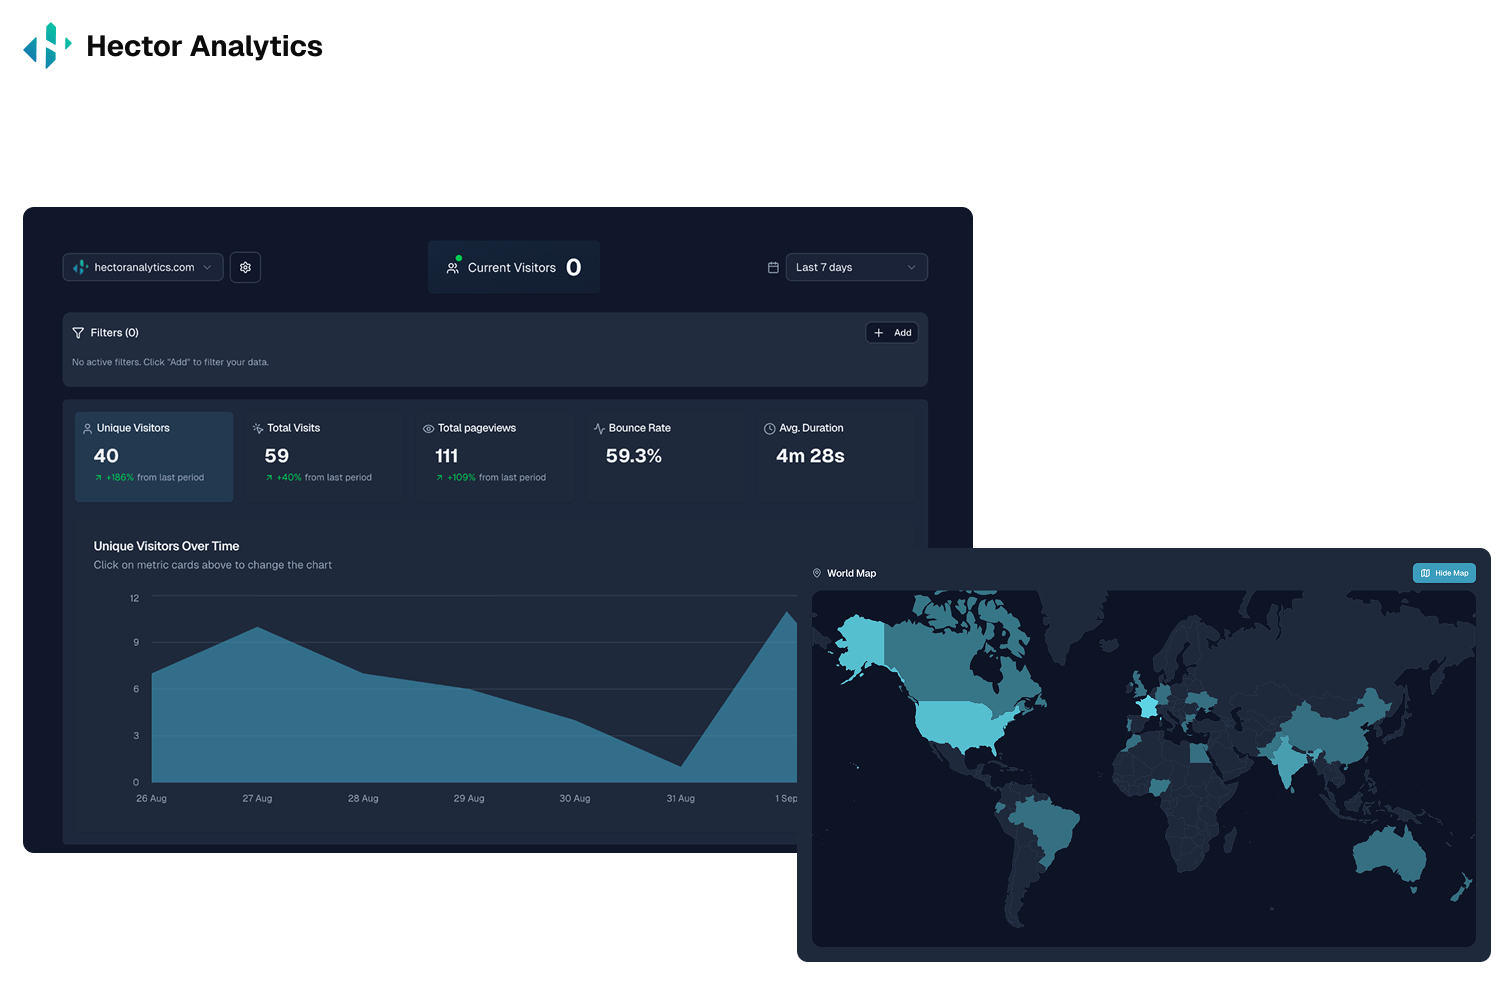 Hector Analytics
hectoranalytics.com
Current Visitors 0
Last 7 days
Filters (0)
Add
No active filters. Click "Add" to filter your data.
Unique Visitors
40
+186% from last period
Total Visits
59
+40% from last period
Total pageviews
111
+109% from last period
Bounce Rate
59.3%
Avg. Duration
4m 28s
Unique Visitors Over Time
Click on metric cards above to change the chart
12
9
6
3
0
26 Aug
27 Aug
28 Aug
29 Aug
30 Aug
31 Aug
1 Sep
World Map
Hide Map